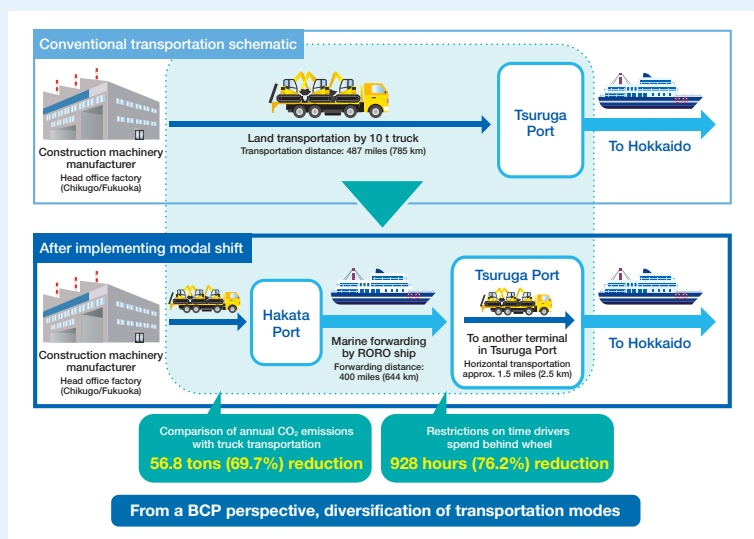 Conventional transportation schematic
Construction machinery
manufacturer
Head office factory
(Chikugo/Fukuoka)
Land transportation by 10 t truck
Transportation distance: 487 miles (785 km)
Tsuruga
Port
To Hokkaido
After implementing modal shift
Construction machinery
manufacturer
Head office factory
(Chikugo/Fukuoka)
Hakata
Port
Marine forwarding
by RORO ship
Forwarding distance:
400 miles (644 km)
Tsuruga Port
To another terminal
in Tsuruga Port
Horizontal transportation
approx. 1.5 miles (2.5 km)
To Hokkaido
Comparison of annual CO₂ emissions
with truck transportation
56.8 tons (69.7%) reduction
Restrictions on time drivers
spend behind wheel
928 hours (76.2%) reduction
From a BCP perspective, diversification of transportation modes